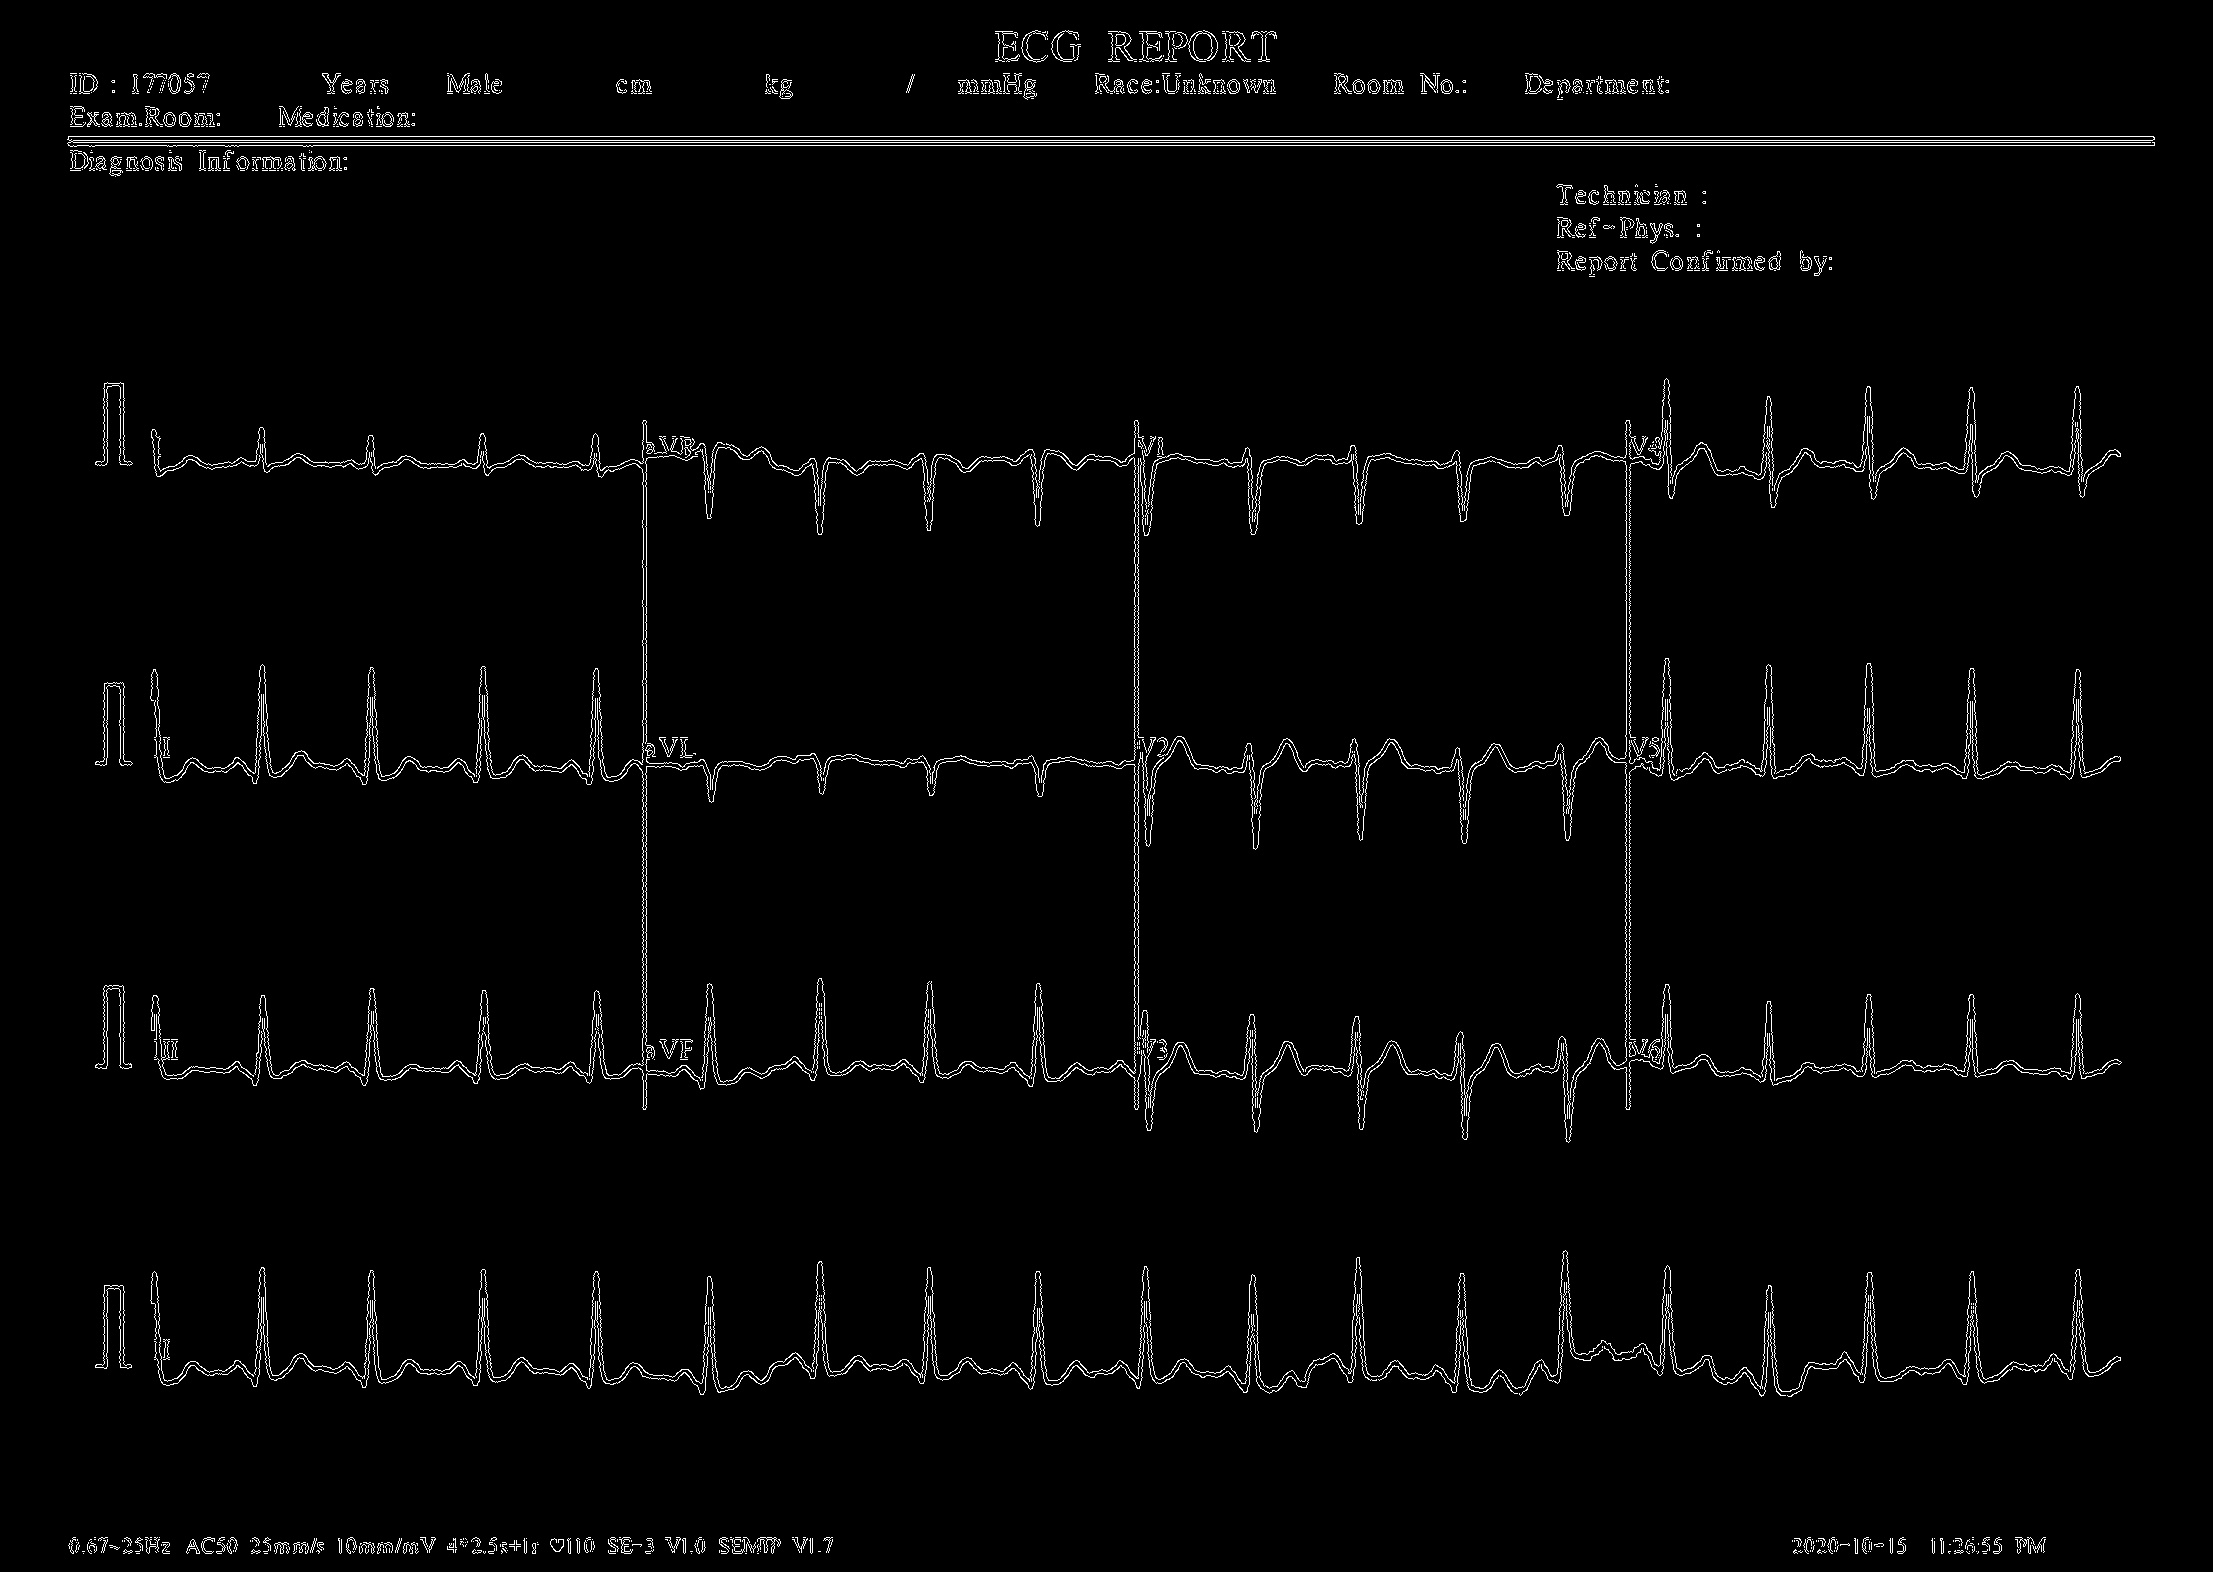 ECG REPORT
ID : 177057 Years Male cm kg / mmHg Race:Unknown Room No.: Department:
Exam.Room: Medication:
Diagnosis Information:
Technician :
Ref-Phys. :
Report Confirmed by:
I aVR V1 V4
II aVL V2 V5
III aVF V3 V6
II
0.67~25Hz AC50 25mm/s 10mm/mV 4*2.5s+1r ♡110 SE-3 V1.0 SEMIP V1.7 2020-10-15 11:26:55 PM